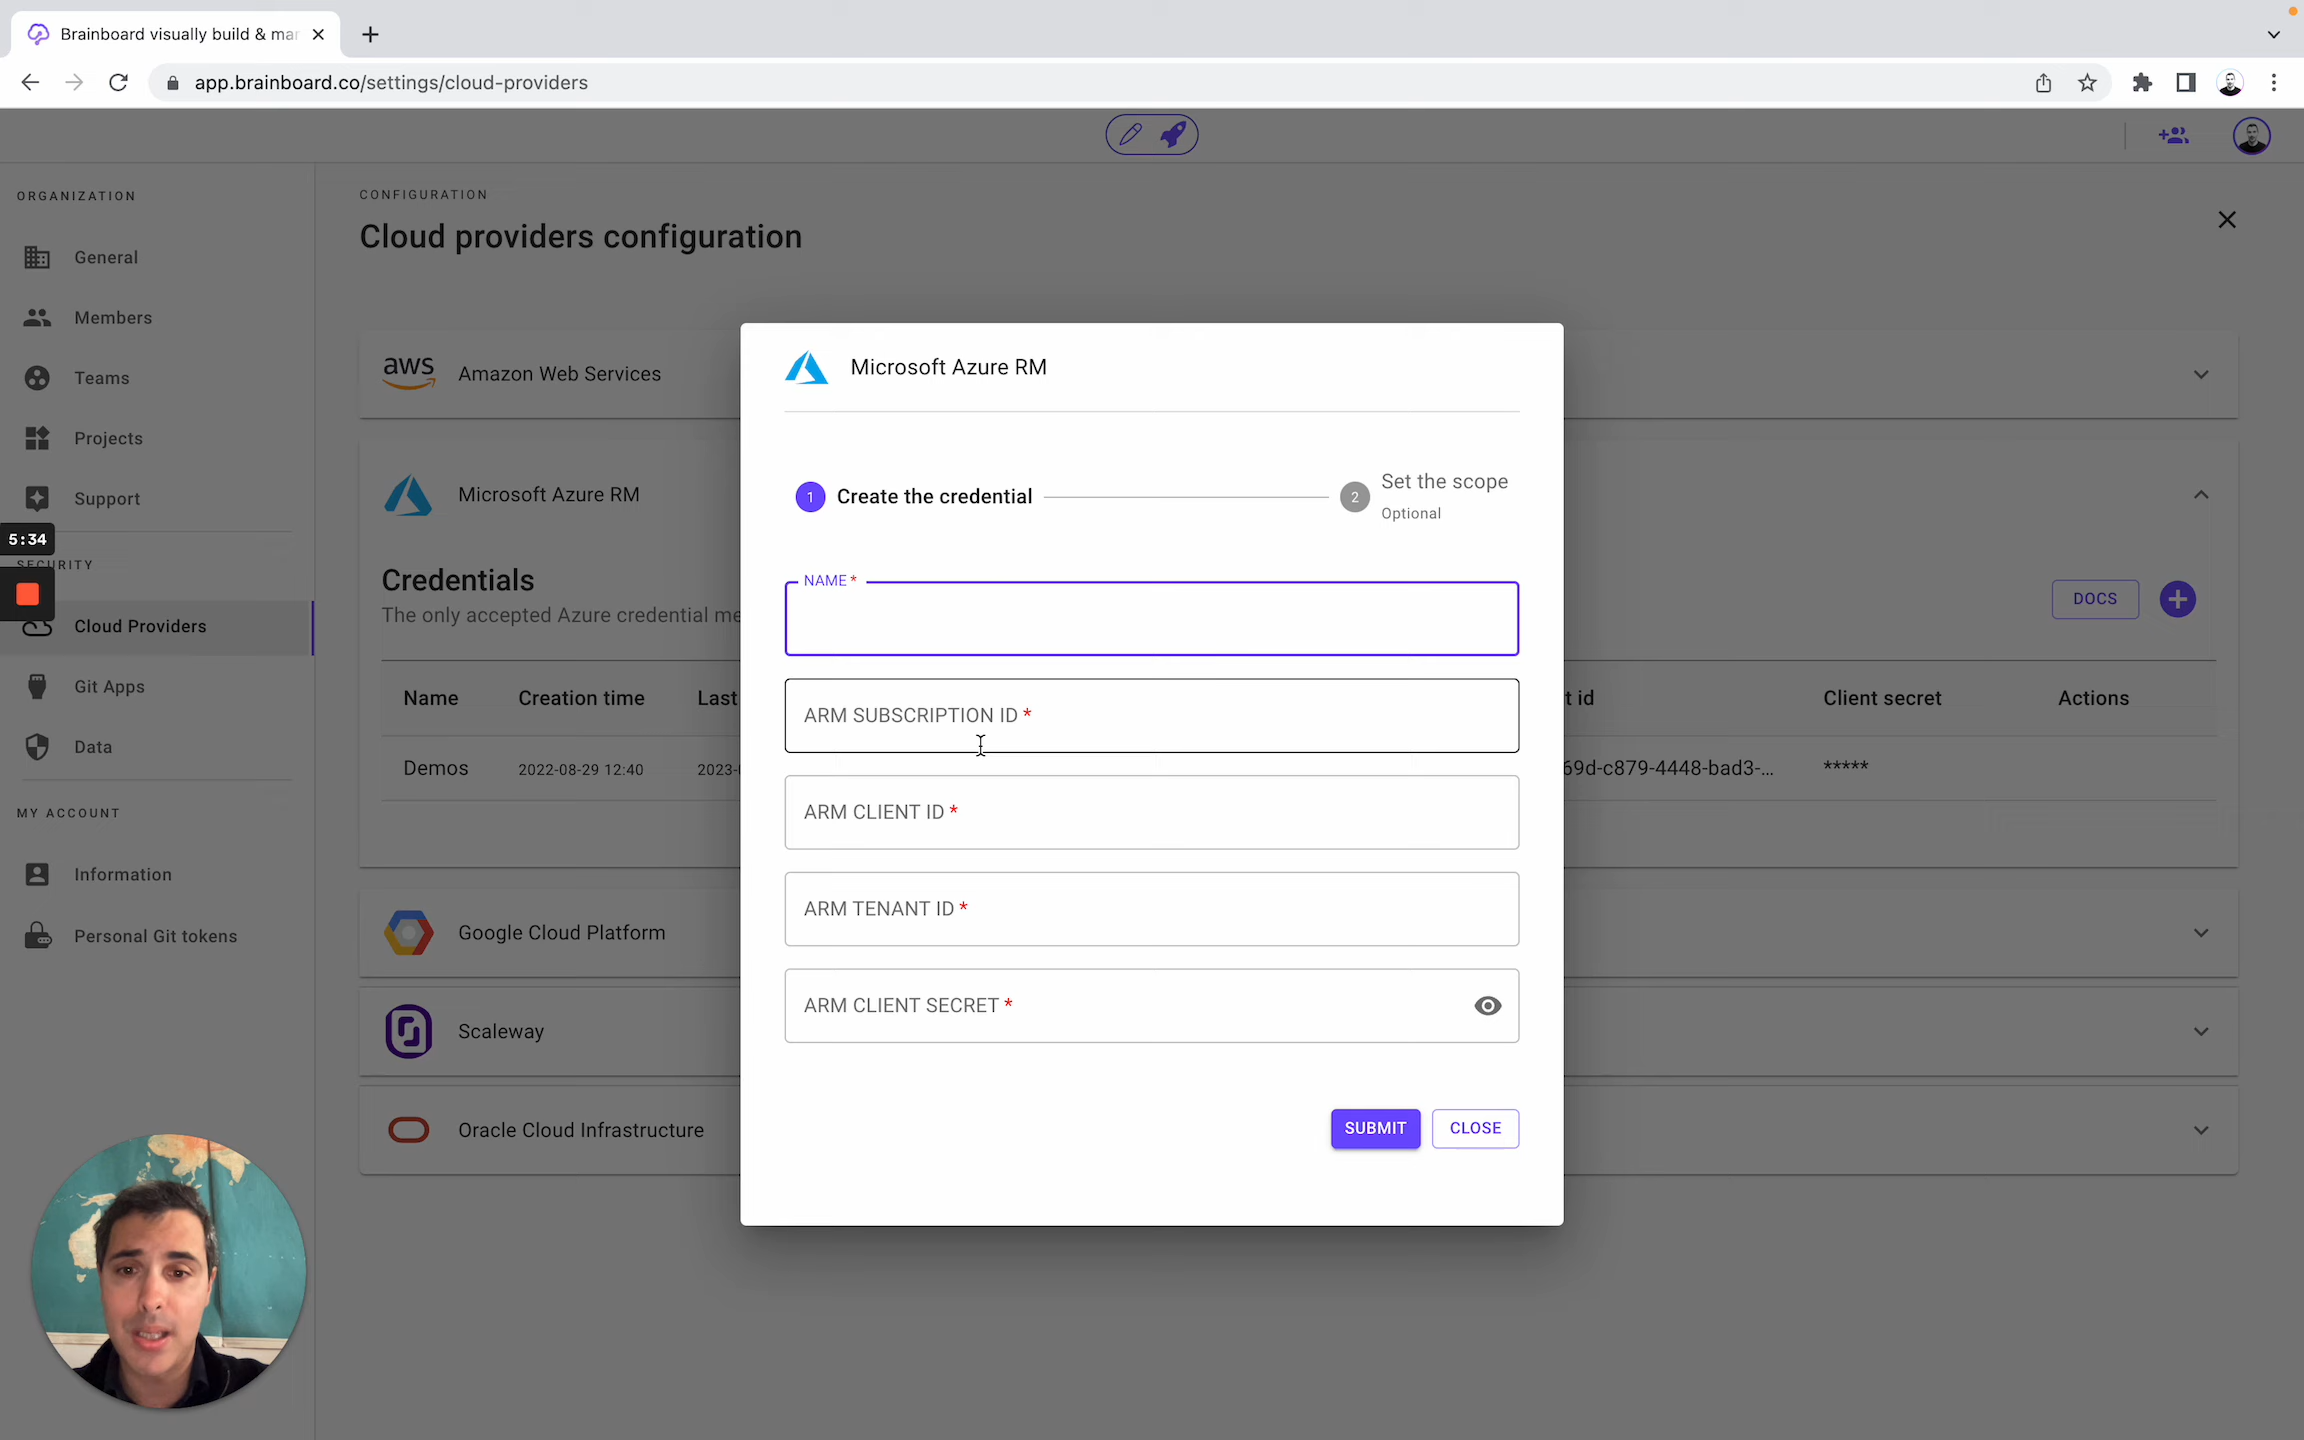 Brainboard visually build & mar
app.brainboard.co/settings/cloud-providers
ORGANIZATION
General
Members
Teams
Projects
Support
5:34
SECURITY
Cloud Providers
Git Apps
Data
MY ACCOUNT
Information
Personal Git tokens
CONFIGURATION
Cloud providers configuration
aws Amazon Web Services
Microsoft Azure RM
Credentials
The only accepted Azure credential me
DOCS
Name Creation time Last t id Client secret Actions
Demos 2022-08-29 12:40 2023- 69d-c879-4448-bad3-... *****
Google Cloud Platform
Scaleway
Oracle Cloud Infrastructure
Microsoft Azure RM
1 Create the credential
2 Set the scope
Optional
NAME *
ARM SUBSCRIPTION ID *
ARM CLIENT ID *
ARM TENANT ID *
ARM CLIENT SECRET *
SUBMIT CLOSE